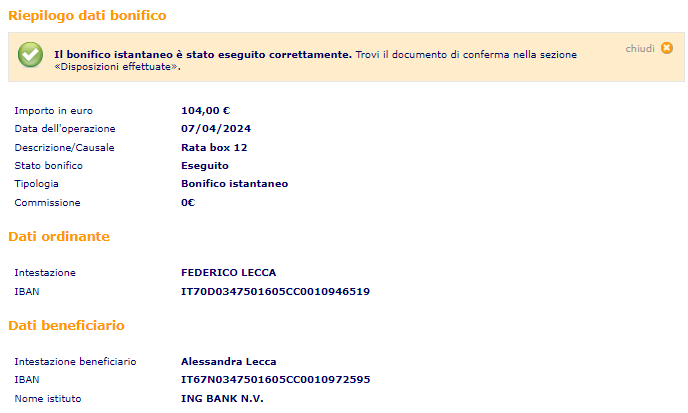 Riepilogo dati bonifico
Il bonifico istantaneo è stato eseguito correttamente. Trovi il documento di conferma nella sezione chiudi
«Disposizioni effettuate».
Importo in euro 104,00 €
Data dell'operazione 07/04/2024
Descrizione/Causale Rata box 12
Stato bonifico Eseguito
Tipologia Bonifico istantaneo
Commissione 0€
Dati ordinante
Intestazione FEDERICO LECCA
IBAN IT70D0347501605CC0010946519
Dati beneficiario
Intestazione beneficiario Alessandra Lecca
IBAN IT67N0347501605CC0010972595
Nome istituto ING BANK N.V.